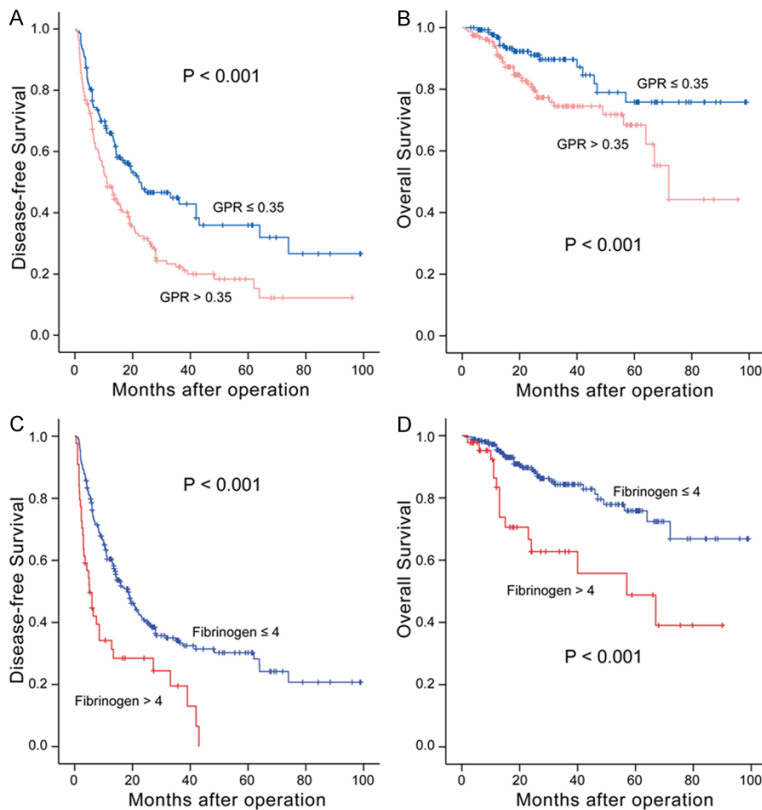 A
Disease-free Survival
1.0
0.8
0.6
0.4
0.2
0.0
P < 0.001
GPR ≤ 0.35
GPR > 0.35
0 20 40 60 80 100
Months after operation
B
Overall Survival
1.0
0.8
0.6
0.4
0.2
0.0
GPR ≤ 0.35
GPR > 0.35
P < 0.001
0 20 40 60 80 100
Months after operation
C
Disease-free Survival
1.0
0.8
0.6
0.4
0.2
0.0
P < 0.001
Fibrinogen ≤ 4
Fibrinogen > 4
0 20 40 60 80 100
Months after operation
D
Overall Survival
1.0
0.8
0.6
0.4
0.2
0.0
Fibrinogen ≤ 4
Fibrinogen > 4
P < 0.001
0 20 40 60 80 100
Months after operation